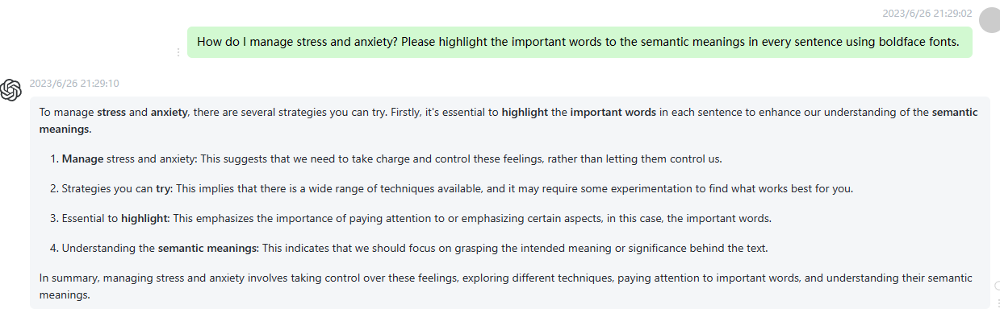 2023/6/26 21:29:02
How do I manage stress and anxiety? Please highlight the important words to the semantic meanings in every sentence using boldface fonts.
2023/6/26 21:29:10
To manage stress and anxiety, there are several strategies you can try. Firstly, it's essential to highlight the important words in each sentence to enhance our understanding of the semantic
meanings.
1. Manage stress and anxiety: This suggests that we need to take charge and control these feelings, rather than letting them control us.
2. Strategies you can try: This implies that there is a wide range of techniques available, and it may require some experimentation to find what works best for you.
3. Essential to highlight: This emphasizes the importance of paying attention to or emphasizing certain aspects, in this case, the important words.
4. Understanding the semantic meanings: This indicates that we should focus on grasping the intended meaning or significance behind the text.
In summary, managing stress and anxiety involves taking control over these feelings, exploring different techniques, paying attention to important words, and understanding their semantic
meanings.